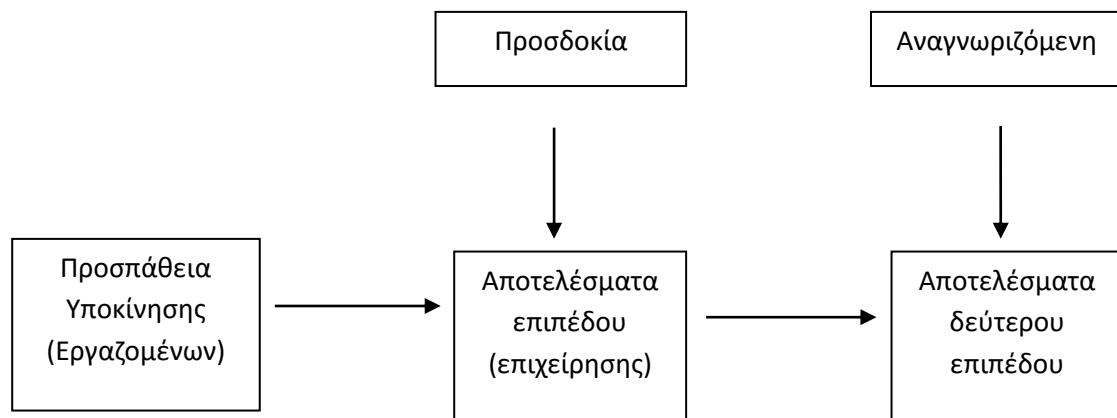 Προσδοκία
Αναγνωριζόμενη
Προσπάθεια
Υποκίνησης
(Εργαζομένων)
Αποτελέσματα
επιπέδου
(επιχείρησης)
Αποτελέσματα
δεύτερου
επιπέδου